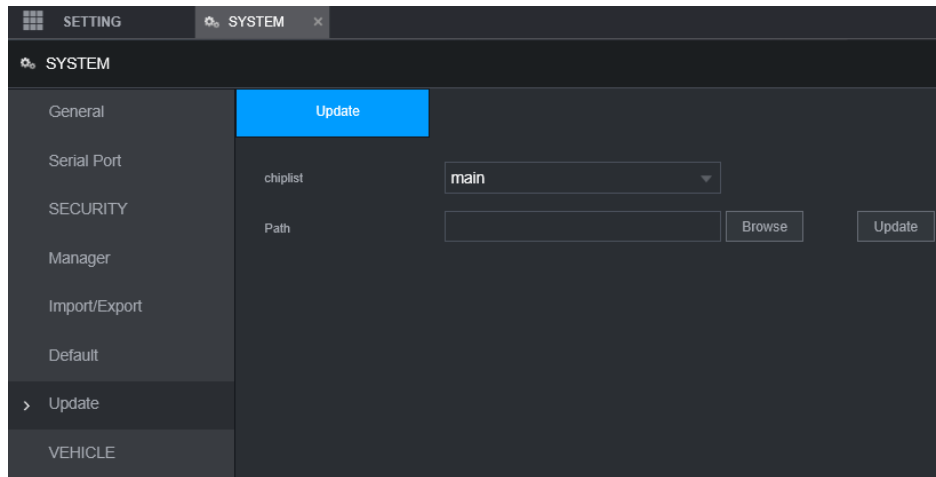 SETTING SYSTEM ×
SYSTEM
General
Serial Port
SECURITY
Manager
Import/Export
Default
Update
VEHICLE
Update
chiplist main
Path Browse Update